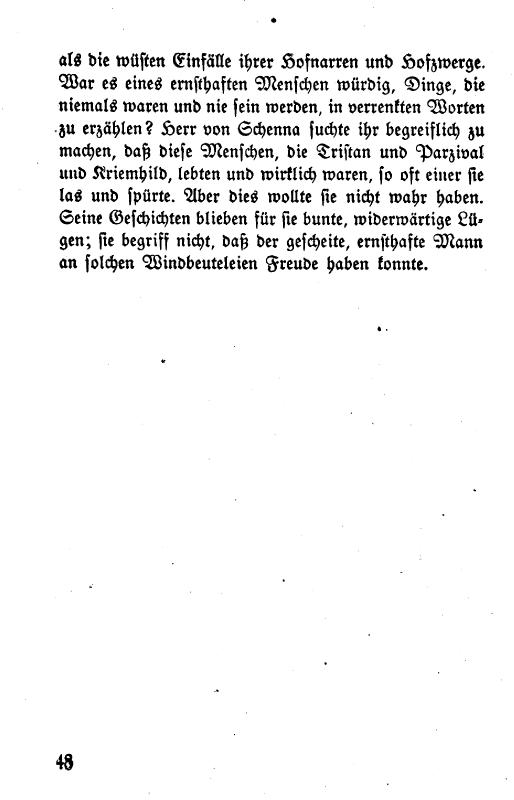 als die wüsten Einfälle ihrer Hofnarren und Hofzwerge.
War es eines ernsthaften Menschen würdig, Dinge, die
niemals waren und nie sein werden, in verrenkten Worten
zu erzählen? Herr von Schenna suchte ihr begreiflich zu
machen, daß diese Menschen, die Tristan und Parzival
und Kriemhild, lebten und wirklich waren, so oft einer sie
las und spürte. Aber dies wollte sie nicht wahr haben.
Seine Geschichten blieben für sie bunte, widerwärtige Lü-
gen; sie begriff nicht, daß der gescheite, ernsthafte Mann
an solchen Windbeuteleien Freude haben konnte.